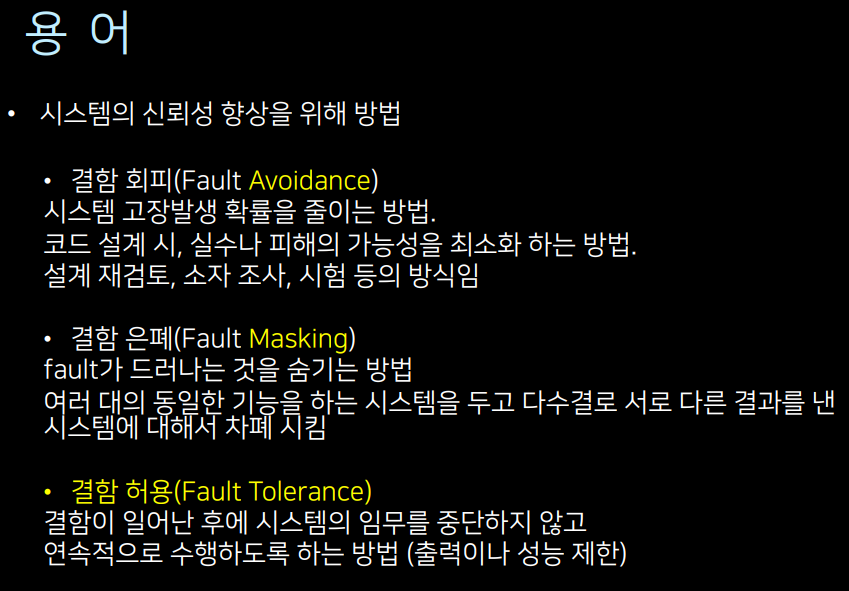 용 어
• 시스템의 신뢰성 향상을 위해 방법
• 결함 회피(Fault Avoidance)
시스템 고장발생 확률을 줄이는 방법.
코드 설계 시, 실수나 피해의 가능성을 최소화 하는 방법.
설계 재검토, 소자 조사, 시험 등의 방식임
• 결함 은폐(Fault Masking)
fault가 드러나는 것을 숨기는 방법
여러 대의 동일한 기능을 하는 시스템을 두고 다수결로 서로 다른 결과를 낸
시스템에 대해서 차폐 시킴
• 결함 허용(Fault Tolerance)
결함이 일어난 후에 시스템의 임무를 중단하지 않고
연속적으로 수행하도록 하는 방법 (출력이나 성능 제한)